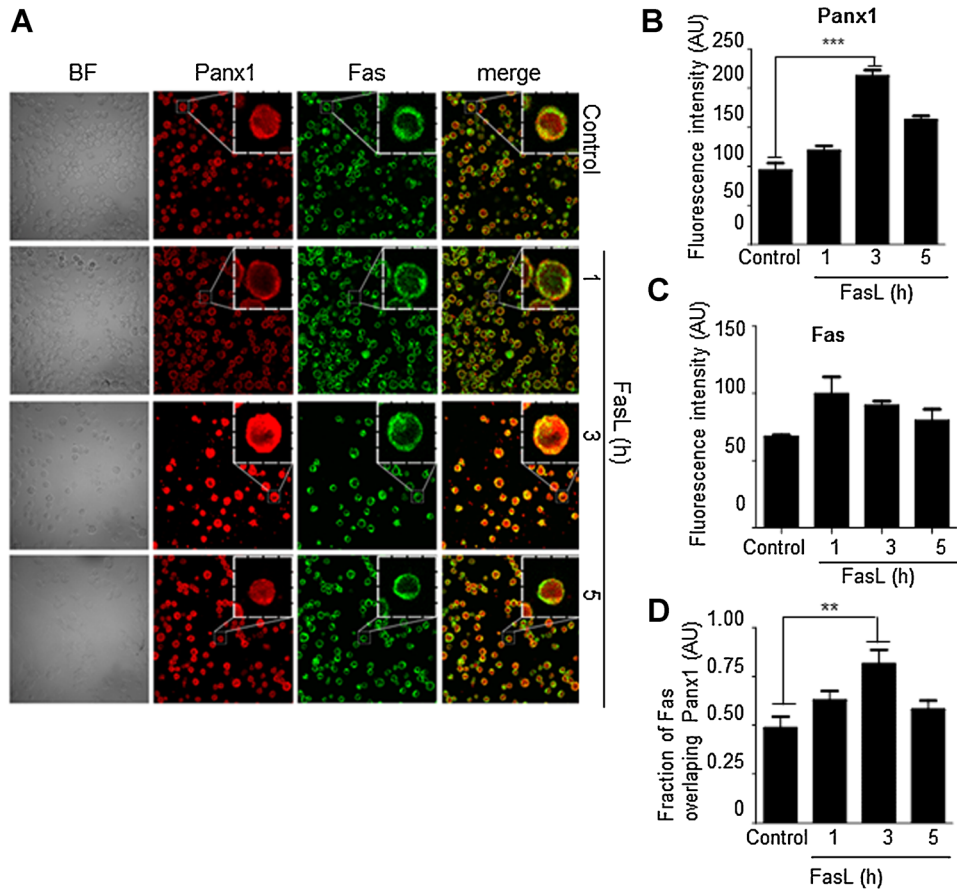 A
BF Panx1 Fas merge
Control
1
3
5
FasL (h)
B
Panx1
Fluorescence intensity (AU)
250
200
150
100
50
0
***
Control 1 3 5
FasL (h)
C
Fas
Fluorescence intensity (AU)
150
100
50
0
Control 1 3 5
FasL (h)
D
Fraction of Fas
overlaping Panx1 (AU)
1.00
0.75
0.50
0.25
0
**
Control 1 3 5
FasL (h)